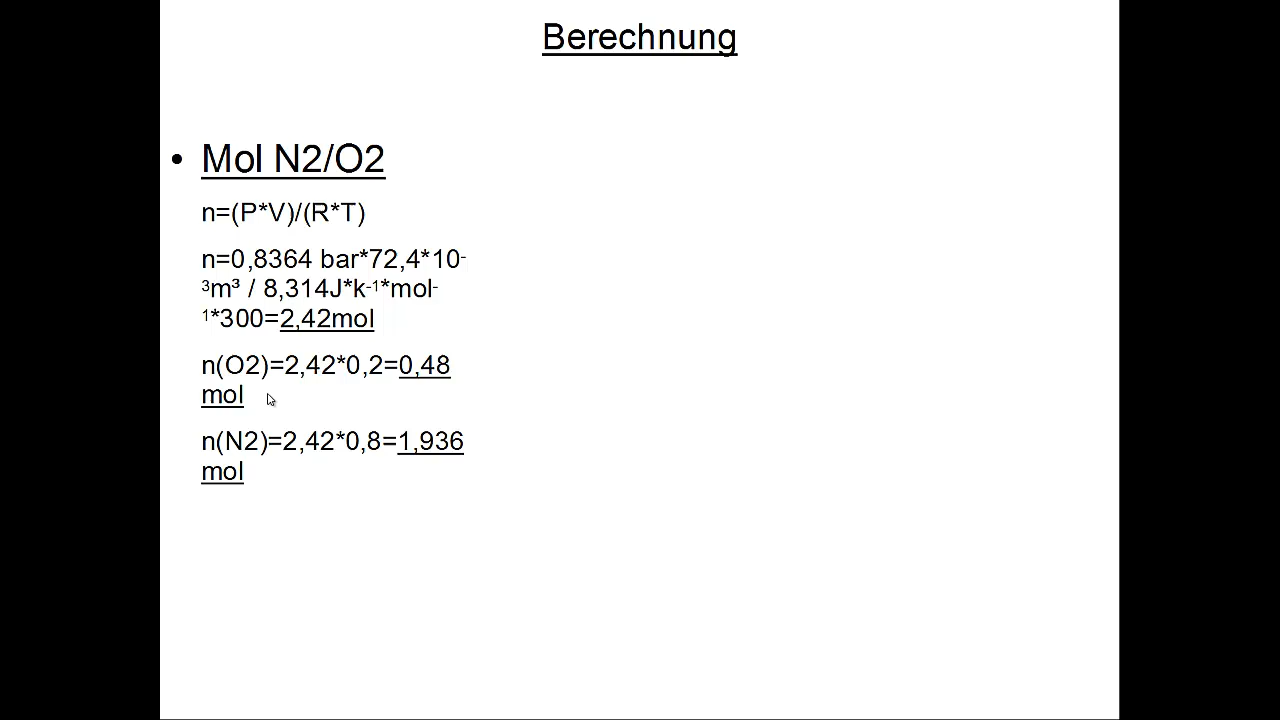 Berechnung
• Mol N2/O2
n=(P*V)/(R*T)
n=0,8364 bar*72,4*10⁻
³m³ / 8,314J*k⁻¹*mol⁻
¹*300=2,42mol
n(O2)=2,42*0,2=0,48
mol
n(N2)=2,42*0,8=1,936
mol